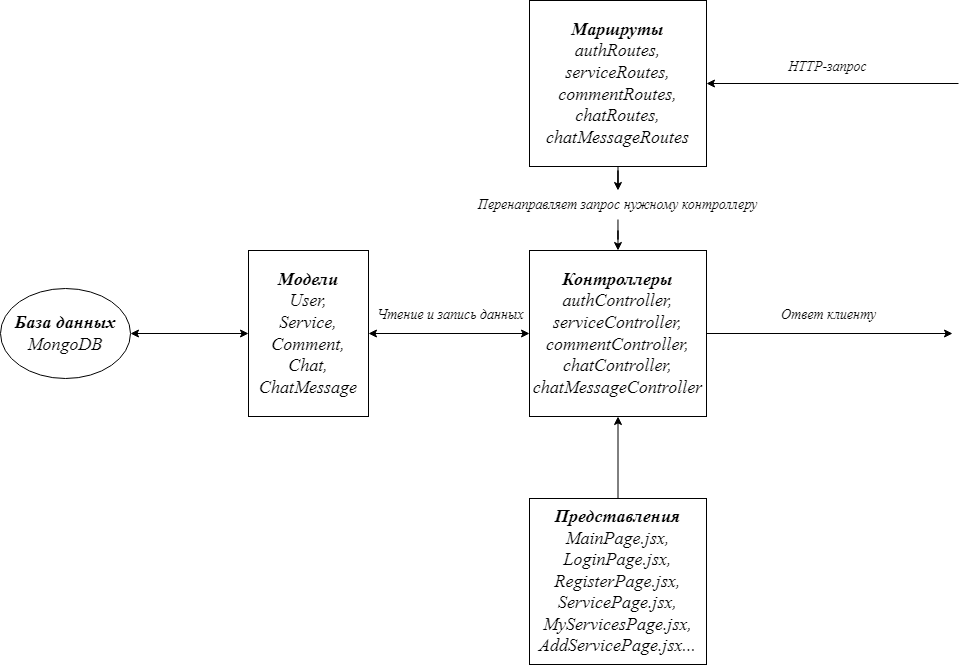 Маршруты
authRoutes,
serviceRoutes,
commentRoutes,
chatRoutes,
chatMessageRoutes
HTTP-запрос
Перенаправляет запрос нужному контроллеру
База данных
MongoDB
Модели
User,
Service,
Comment,
Chat,
ChatMessage
Чтение и запись данных
Контроллеры
authController,
serviceController,
commentController,
chatController,
chatMessageController
Ответ клиенту
Представления
MainPage.jsx,
LoginPage.jsx,
RegisterPage.jsx,
ServicePage.jsx,
MyServicesPage.jsx,
AddServicePage.jsx...